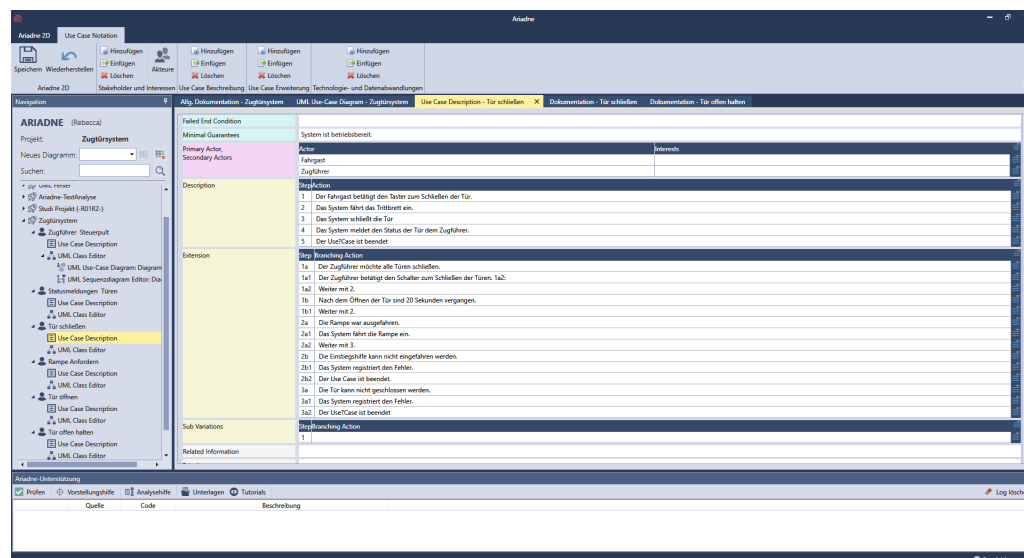 Ariadne
Ariadne 2D Use Case Notation
Speichern Wiederherstellen
Hinzufügen
Einfügen
Löschen
Akteure
Hinzufügen
Einfügen
Löschen
Hinzufügen
Einfügen
Löschen
Hinzufügen
Einfügen
Löschen
Ariadne 2D Stakeholder und Interessen Use Case Beschreibung Use Case Erweiterung Technologie- und Datenabwandlungen
Navigation
Allg. Dokumentation - Zugtürsystem UML Use-Case Diagram - Zugtürsystem Use Case Description - Tür schließen X Dokumentation - Tür schließen Dokumentation - Tür offen halten
ARIADNE (Rebecca)
Projekt: Zugtürsystem
Neues Diagramm:
Suchen:
Ariadne-TextAnalyse
Studi Projekt (-R01R2-)
Zugtürsystem
Zugführer Steuerpult
Use Case Description
UML Class Editor
UML Use-Case Diagram: Diagram
UML Sequenzdiagram Editor: Dia
Statusmeldungen Türen
Use Case Description
UML Class Editor
Tür schließen
Use Case Description
UML Class Editor
Rampe Anfordern
Use Case Description
UML Class Editor
Tür öffnen
Use Case Description
UML Class Editor
Tür offen halten
Use Case Description
UML Class Editor
Failed End Condition
Minimal Guarantees System ist betriebsbereit.
Primary Actor,
Secondary Actors
Actor Interests
Fahrgast
Zugführer
Description
Step Action
1 Der Fahrgast betätigt den Taster zum Schließen der Tür.
2 Das System fährt das Trittbrett ein.
3 Das System schließt die Tür
4 Das System meldet den Status der Tür dem Zugführer.
5 Der Use?Case ist beendet
Extension
Step Branching Action
1a Der Zugführer möchte alle Türen schließen.
1a1 Der Zugführer betätigt den Schalter zum Schließen der Türen. 1a2:
1a2 Weiter mit 2.
1b Nach dem Öffnen der Tür sind 20 Sekunden vergangen.
1b1 Weiter mit 2.
2a Die Rampe war ausgefahren.
2a1 Das System fährt die Rampe ein.
2a2 Weiter mit 3.
2b Die Einstiegshilfe kann nicht eingefahren werden.
2b1 Das System registriert den Fehler.
2b2 Der Use Case ist beendet.
3a Die Tür kann nicht geschlossen werden.
3a1 Das System registriert den Fehler.
3a2 Der Use?Case ist beendet
Sub Variations
Step Branching Action
1
Related Information
Ariadne-Unterstützung
Prüfen Vorstellungshilfe Analysehilfe Unterlagen Tutorials Log lösche
Quelle Code Beschreibung